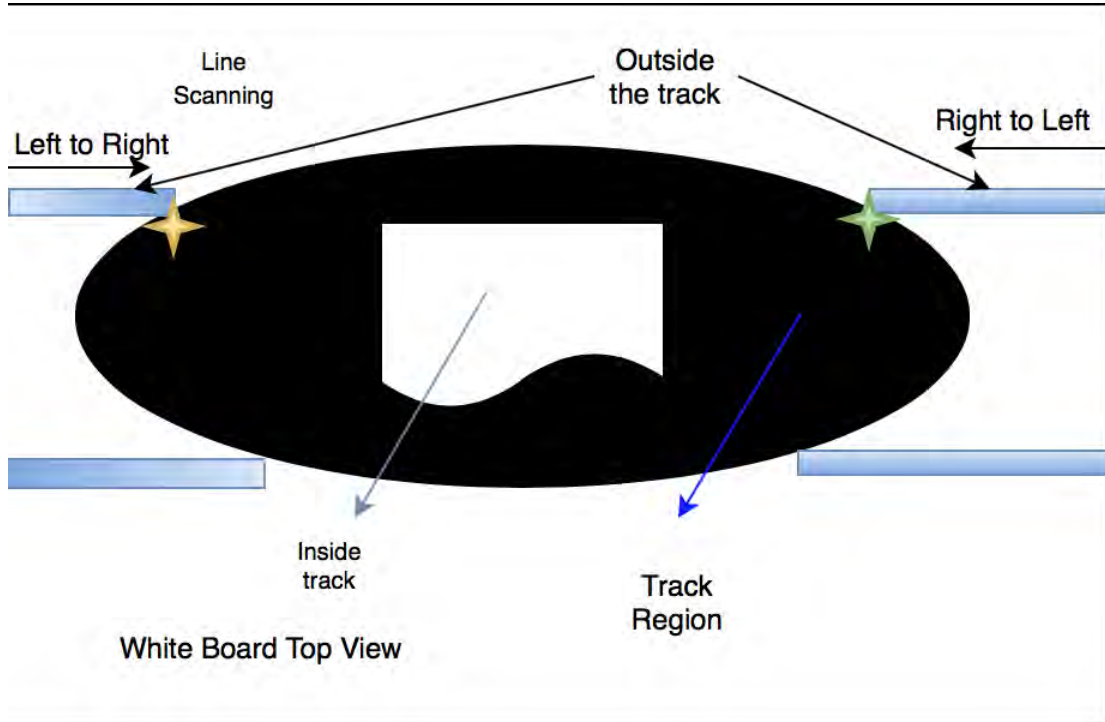 Line
Scanning
Outside
the track
Left to Right
Right to Left
Inside
track
Track
Region
White Board Top View